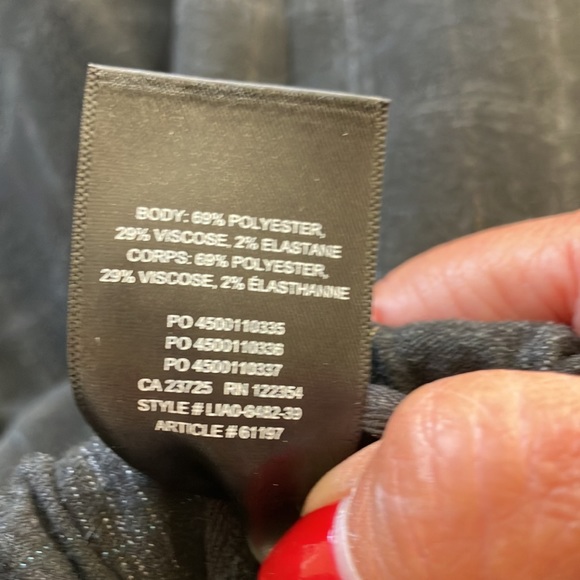 BODY: 69% POLYESTER,
29% VISCOSE, 2% ELASTANE
CORPS: 69% POLYESTER,
29% VISCOSE, 2% ÉLASTHANNE
PO 4500110335
PO 4500110336
PO 4500110337
CA 23725 RN 122354
STYLE # LIA0-6482-39
ARTICLE # 61197